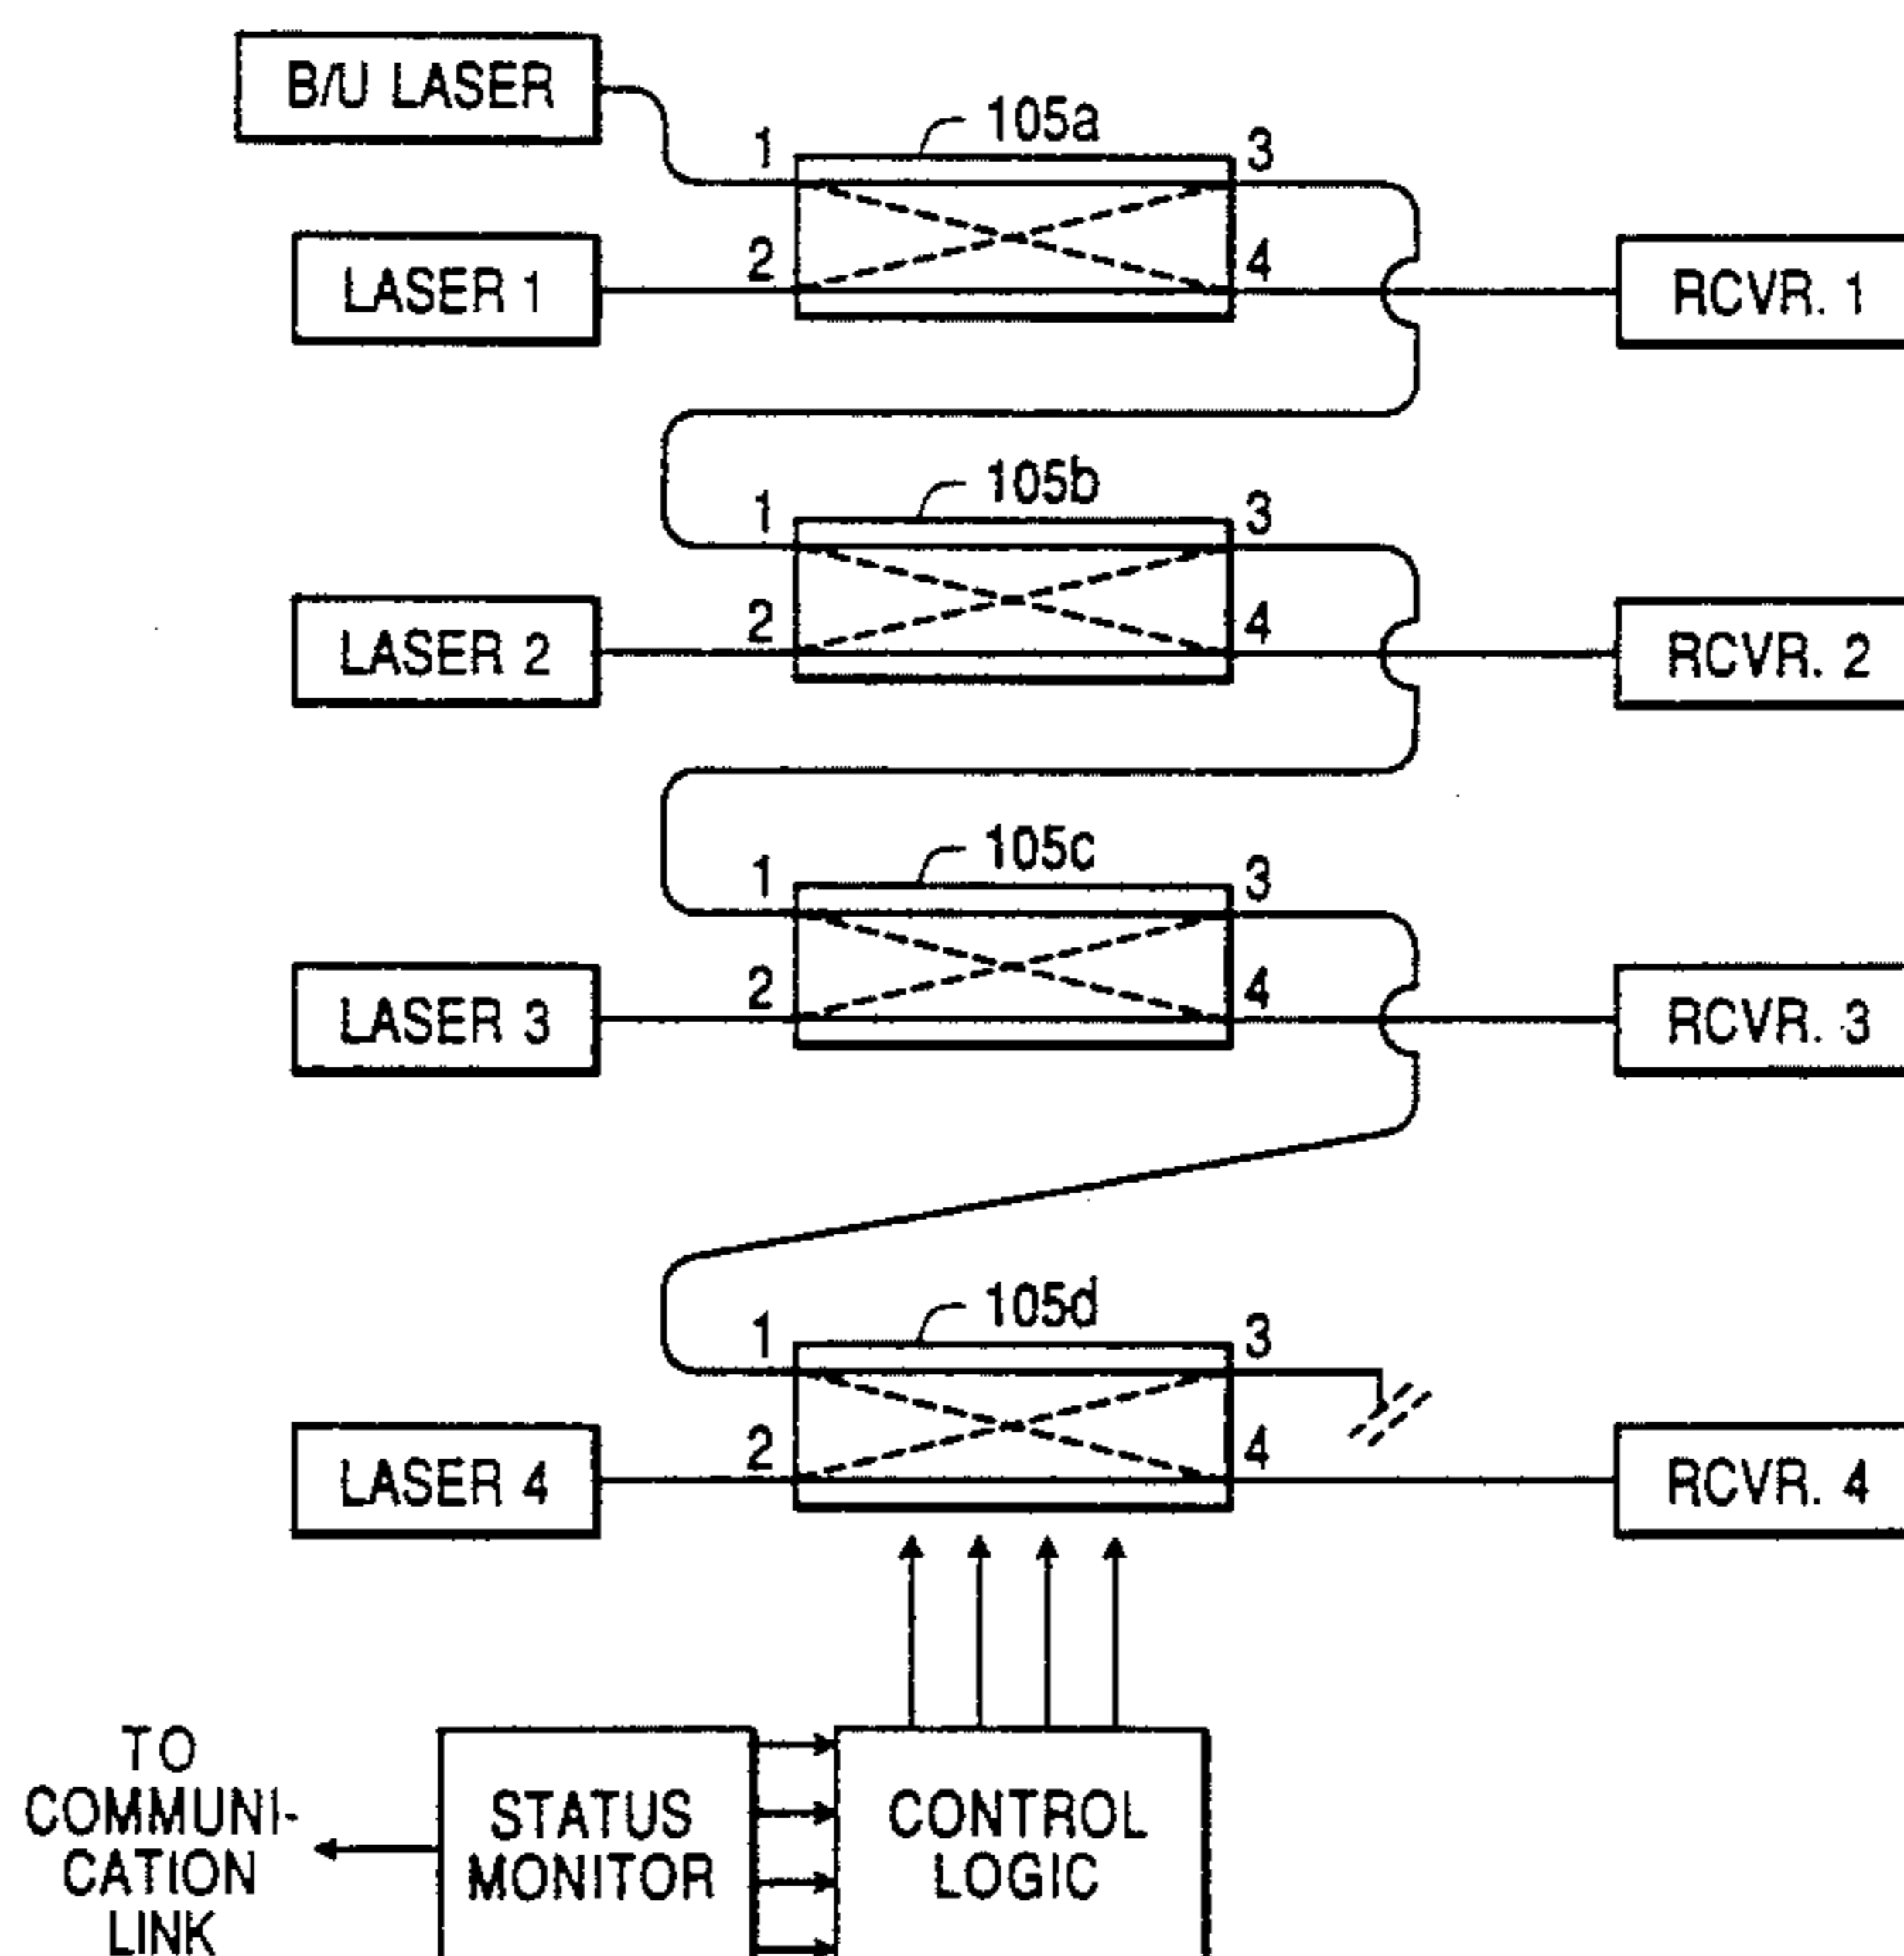 B/U LASER
105a
1
3
LASER 1
2
4
RCVR. 1
105b
1
3
LASER 2
2
4
RCVR. 2
105c
1
3
LASER 3
2
4
RCVR. 3
105d
1
3
LASER 4
2
4
RCVR. 4
TO
COMMUNI-
CATION
LINK
STATUS
MONITOR
CONTROL
LOGIC